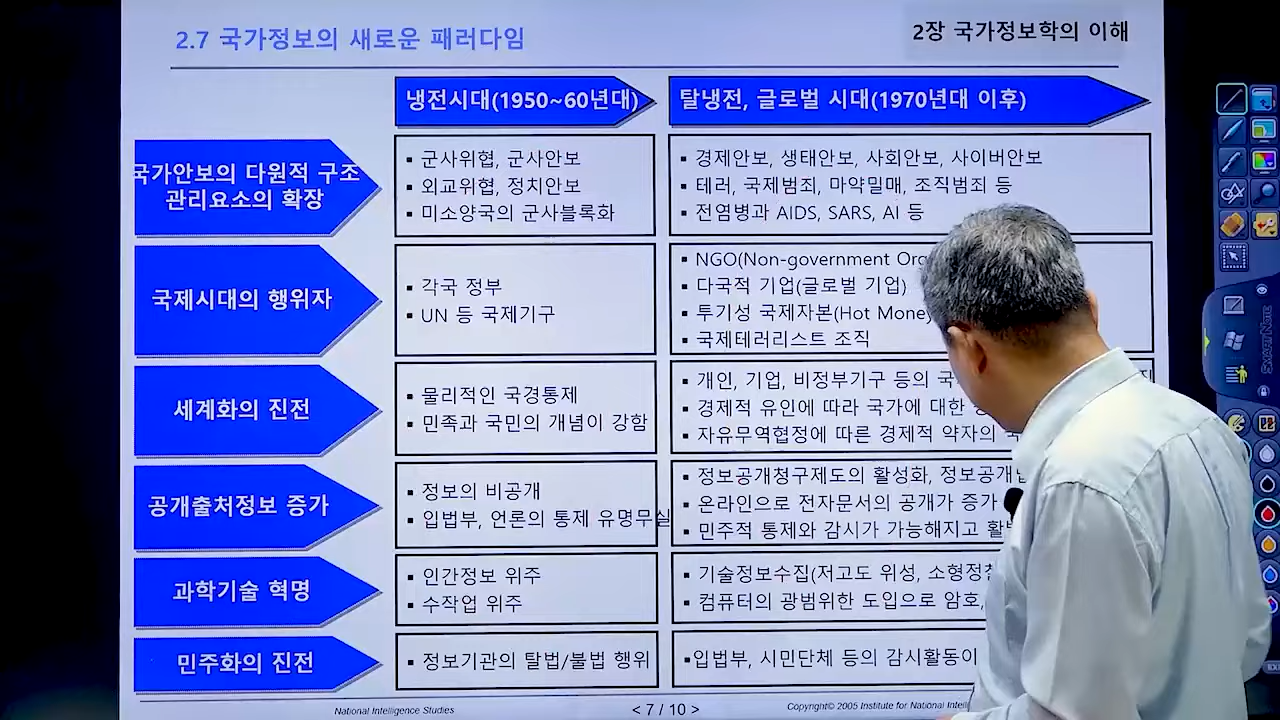 2.7 국가정보의 새로운 패러다임
2장 국가정보학의 이해
냉전시대(1950~60년대)
탈냉전, 글로벌 시대(1970년대 이후)
국가안보의 다원적 구조
관리요소의 확장
▪ 군사위협, 군사안보
▪ 외교위협, 정치안보
▪ 미소양국의 군사블록화
▪ 경제안보, 생태안보, 사회안보, 사이버안보
▪ 테러, 국제범죄, 마약밀매, 조직범죄 등
▪ 전염병과 AIDS, SARS, AI 등
국제시대의 행위자
▪ 각국 정부
▪ UN 등 국제기구
▪ NGO(Non-government
▪ 다국적 기업(글로벌 기업)
▪ 투기성 국제자본(Hot Money
▪ 국제테러리스트 조직
세계화의 진전
▪ 물리적인 국경통제
▪ 민족과 국민의 개념이 강함
▪ 개인, 기업, 비정부기구 등의
▪ 경제적 유인에 따라 국가에 대한
▪ 자유무역협정에 따른 경제적 약자의
공개출처정보 증가
▪ 정보의 비공개
▪ 입법부, 언론의 통제 유명무실
▪ 정보공개청구제도의 활성화, 정보공개
▪ 온라인으로 전자문서의 공개가 증가
▪ 민주적 통제와 감시가 가능해지고
과학기술 혁명
▪ 인간정보 위주
▪ 수작업 위주
▪ 기술정보수집(저고도 위성,
▪ 컴퓨터의 광범위한 도입으로 암호,
민주화의 진전
▪ 정보기관의 탈법/불법 행위
▪입법부, 시민단체 등의 감시활동이
National Intelligence Studies
< 7 / 10 >
Copyright© 2005 Institute for National